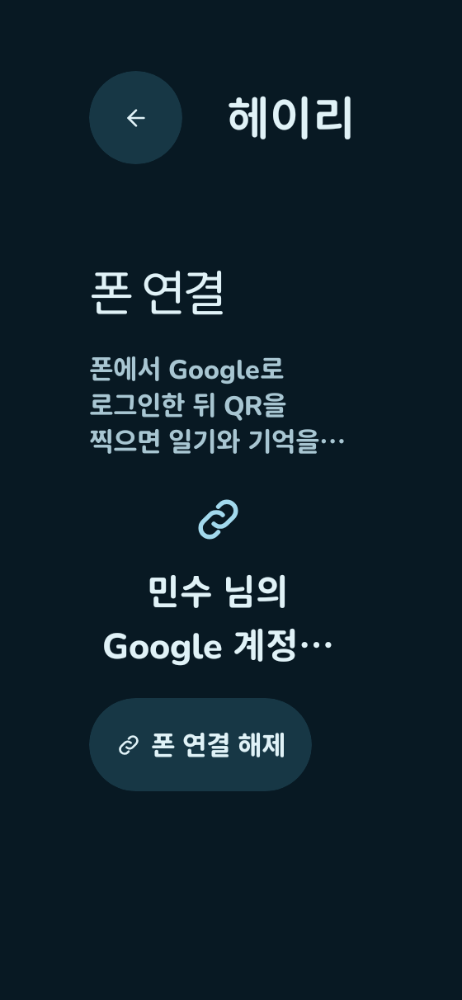 헤이리
폰 연결
폰에서 Google로
로그인한 뒤 QR을
찍으면 일기와 기억을…
민수 님의
Google 계정…
폰 연결 해제